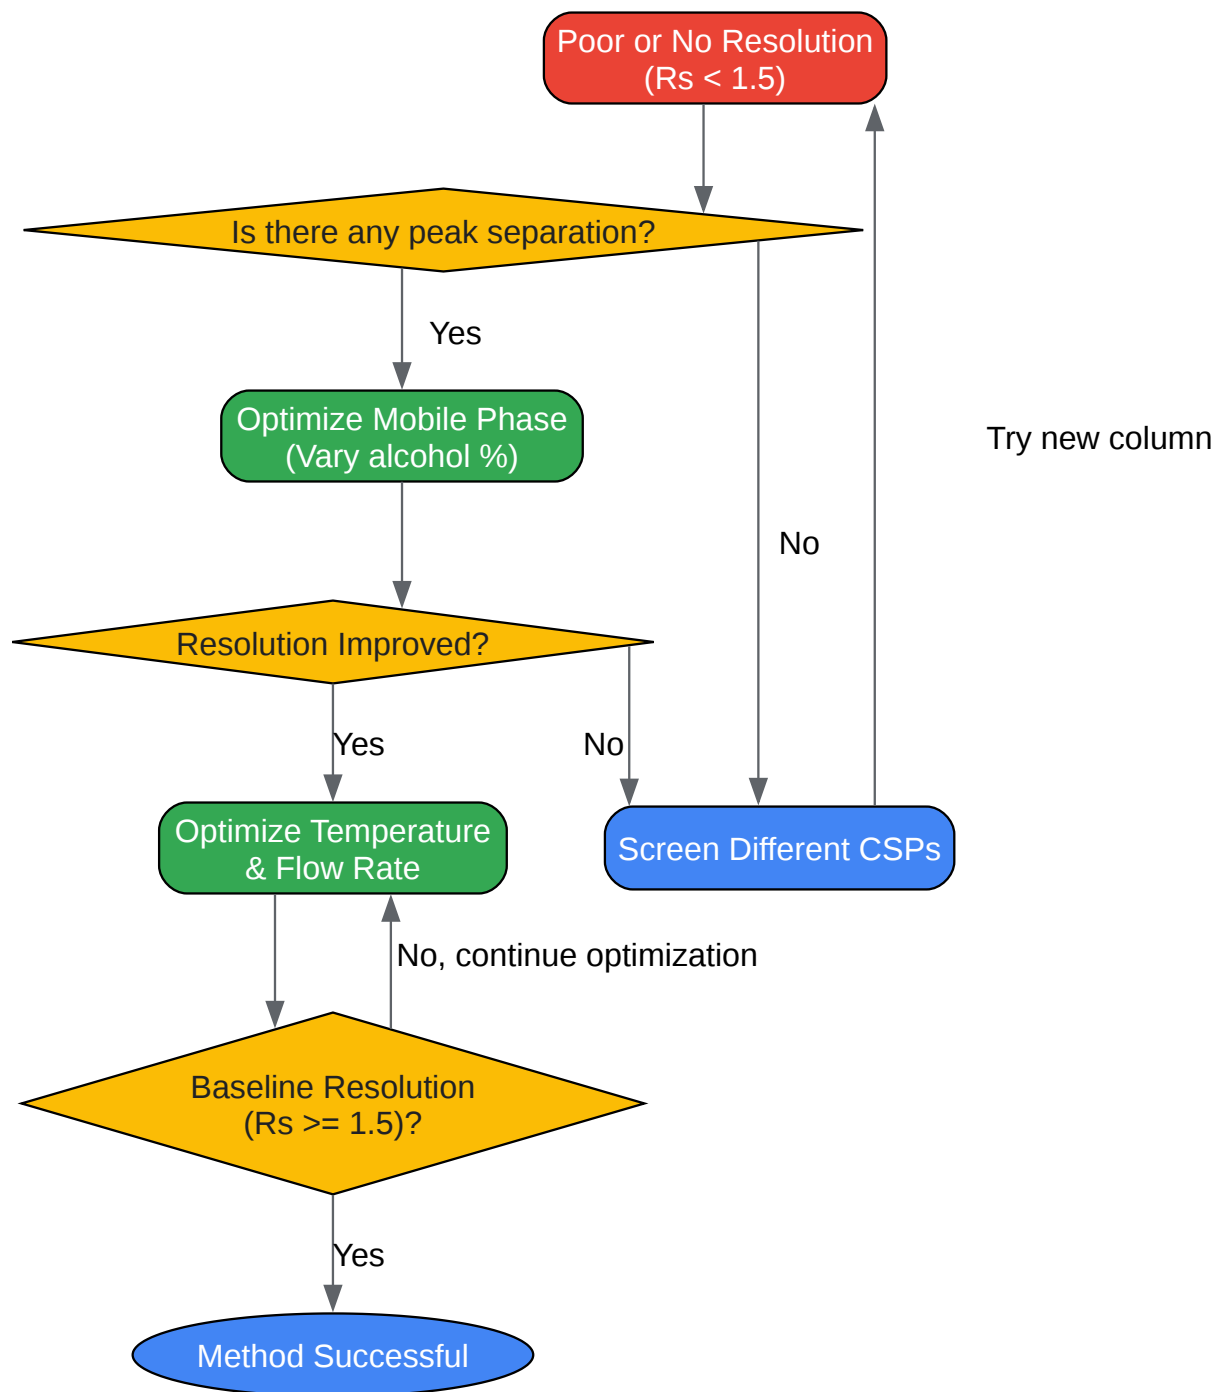 Poor or No Resolution
(Rs < 1.5)
Is there any peak separation?
Yes
Optimize Mobile Phase
(Vary alcohol %)
Try new column
No
Resolution Improved?
Yes
No
Optimize Temperature
& Flow Rate
Screen Different CSPs
No, continue optimization
Baseline Resolution
(Rs >= 1.5)?
Yes
Method Successful